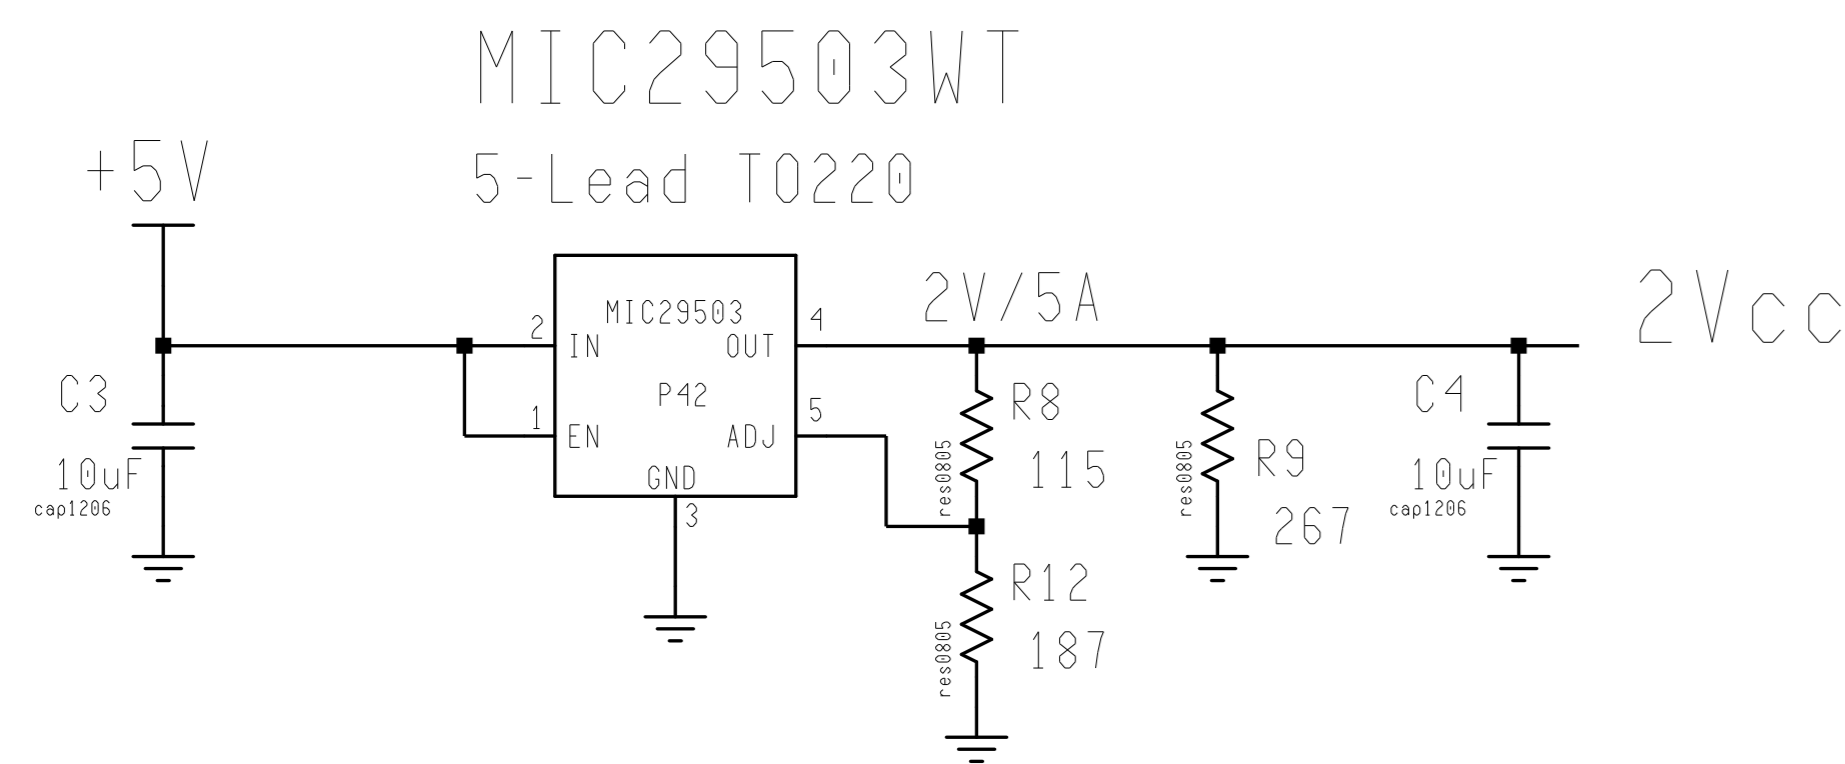 MIC29503WT
5-Lead TO220
+5V
2V/5A
2Vcc
MIC29503
2
IN
OUT
4
P42
1
EN
ADJ
5
GND
3
C3
10uF
cap1206
R8
115
res0805
R9
267
res0805
C4
10uF
cap1206
R12
187
res0805